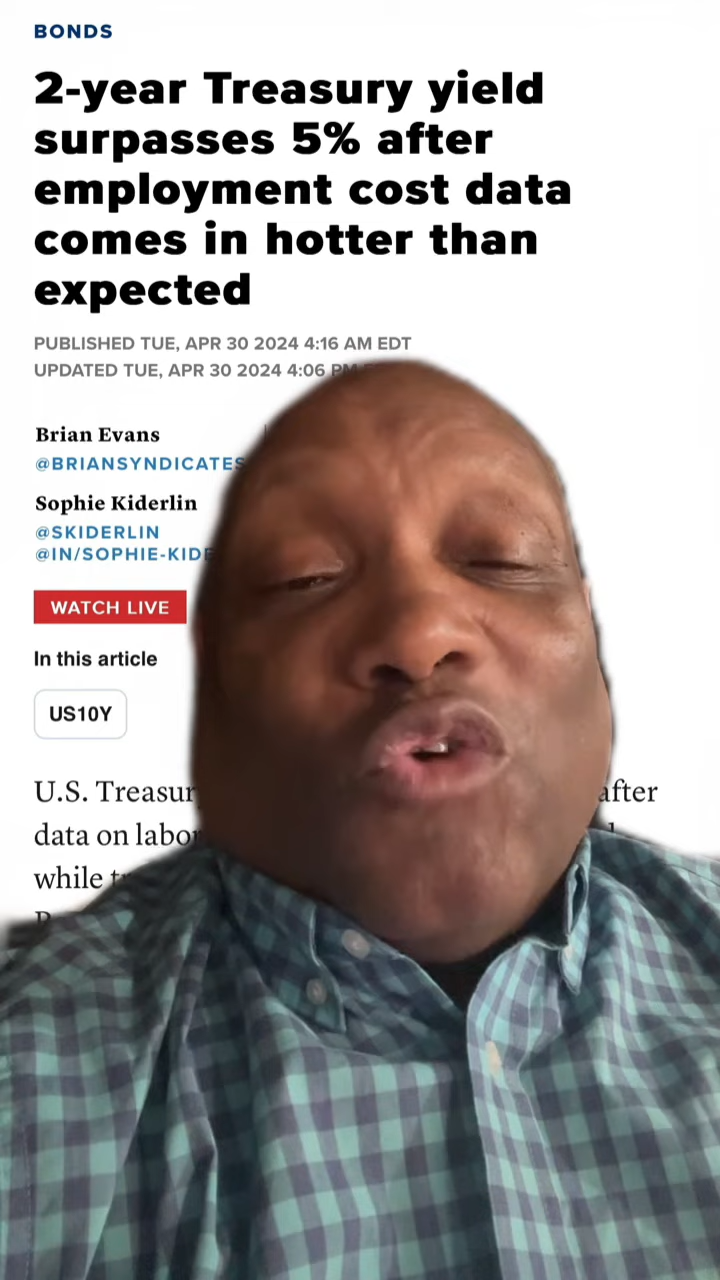 BONDS
2-year Treasury yield
surpasses 5% after
employment cost data
comes in hotter than
expected
PUBLISHED TUE, APR 30 2024 4:16 AM EDT
UPDATED TUE, APR 30 2024 4:06 PM
Brian Evans
@BRIANSYNDICATES
Sophie Kiderlin
@SKIDERLIN
WATCH LIVE
In this article
US10Y
U.S. after
data on
while